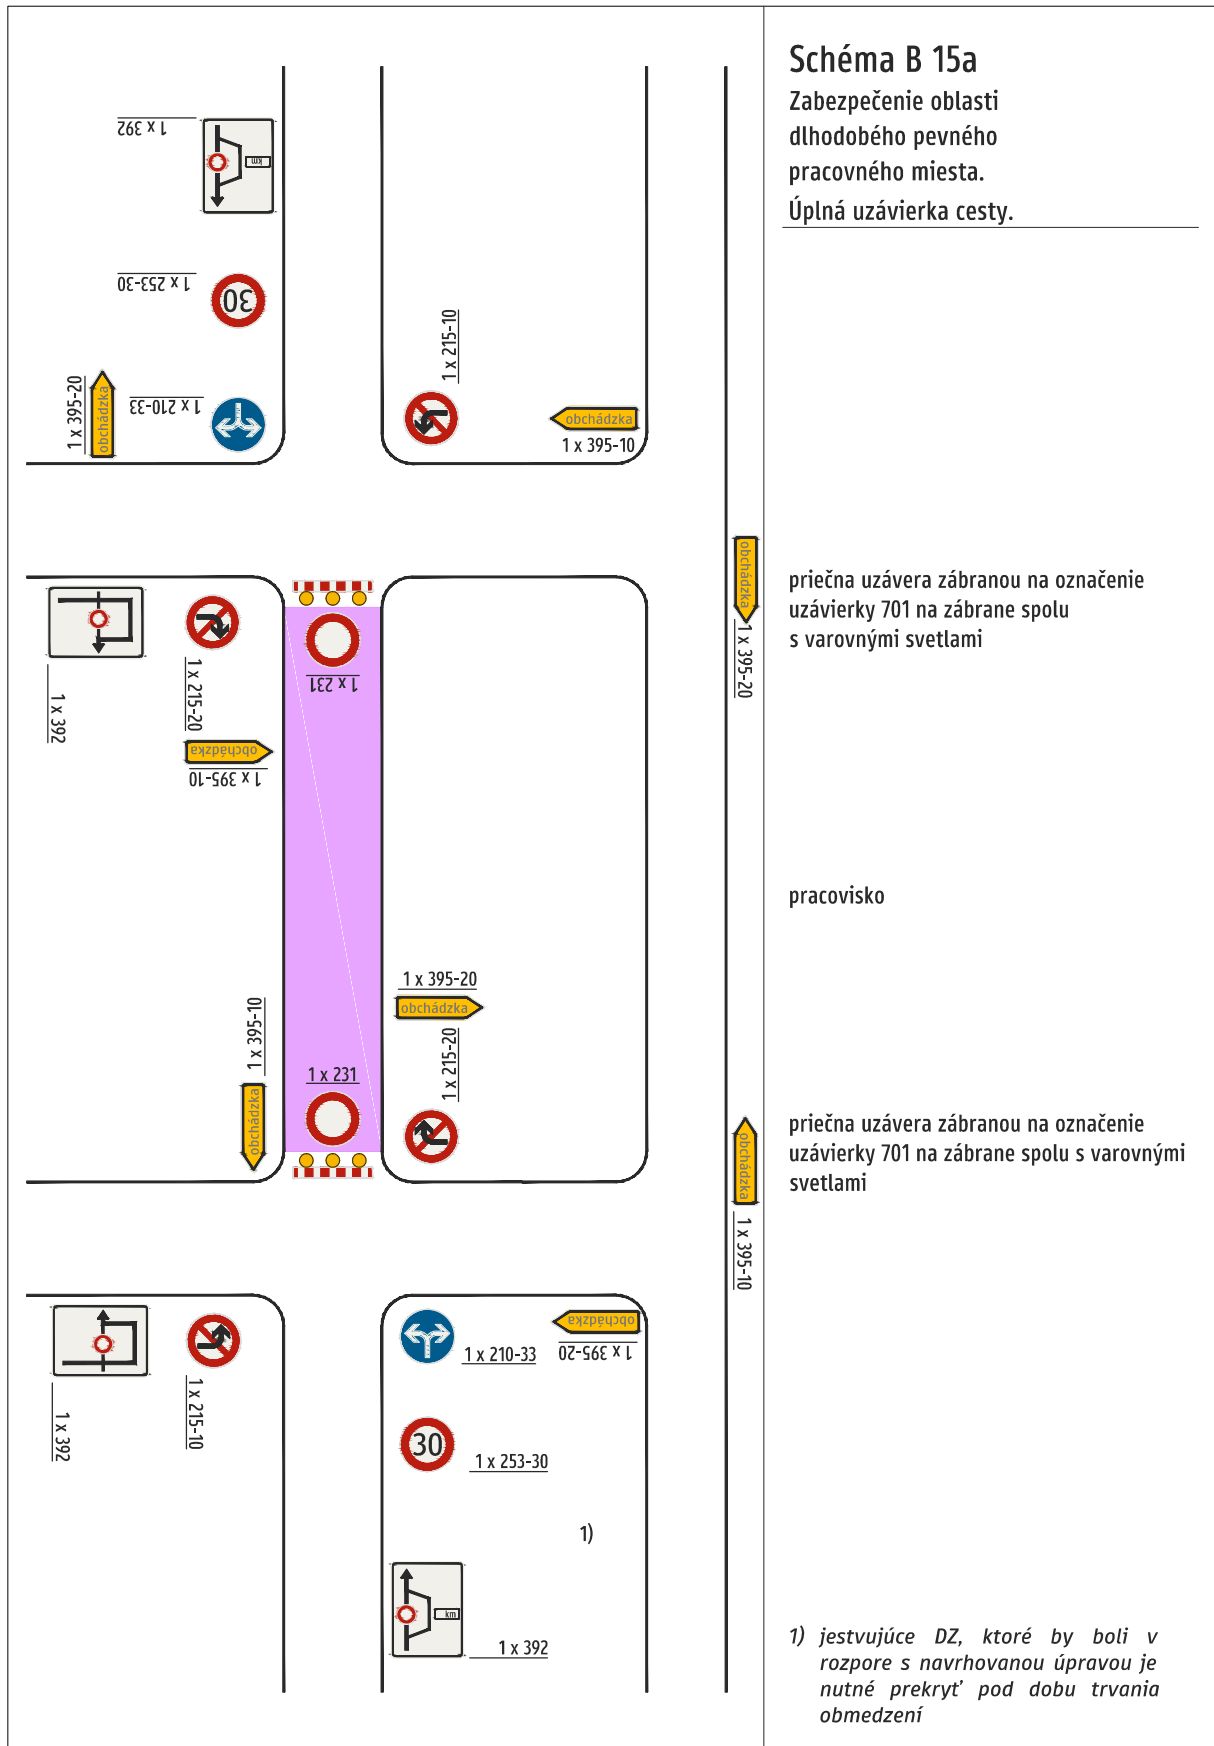 Schéma B 15a
Zabezpečenie oblasti
dlhodobého pevného
pracovného miesta.
Úplná uzávierka cesty.
1 x 392
km
1 x 253-30
30
1 x 395-20
obchádzka
1 x 210-33
1 x 215-10
obchádzka
1 x 395-10
obchádzka
1 x 395-20
priečna uzávera zábranou na označenie
uzávierky 701 na zábrane spolu
s varovnými svetlami
1 x 392
1 x 215-20
1 x 231
obchádzka
1 x 395-10
pracovisko
1 x 395-20
obchádzka
1 x 395-10
obchádzka
1 x 215-20
1 x 231
priečna uzávera zábranou na označenie
uzávierky 701 na zábrane spolu s varovnými
svetlami
obchádzka
1 x 395-10
1 x 392
1 x 215-10
1 x 210-33
obchádzka
1 x 395-20
30
1 x 253-30
1)
km
1 x 392
1) jestvujúce DZ, ktoré by boli v
rozpore s navrhovanou úpravou je
nutné prekryť pod dobu trvania
obmedzení